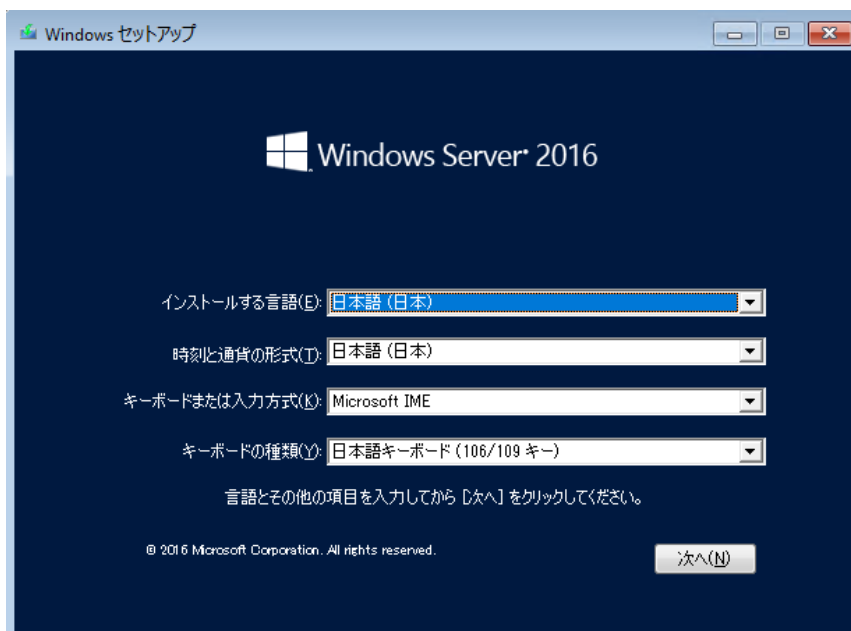 Windows セットアップ
Windows Server 2016
インストールする言語(E): 日本語 (日本)
時刻と通貨の形式(T): 日本語 (日本)
キーボードまたは入力方式(K): Microsoft IME
キーボードの種類(Y): 日本語キーボード (106/109 キー)
言語とその他の項目を入力してから [次へ] をクリックしてください。
© 2016 Microsoft Corporation. All rights reserved.
次へ(N)